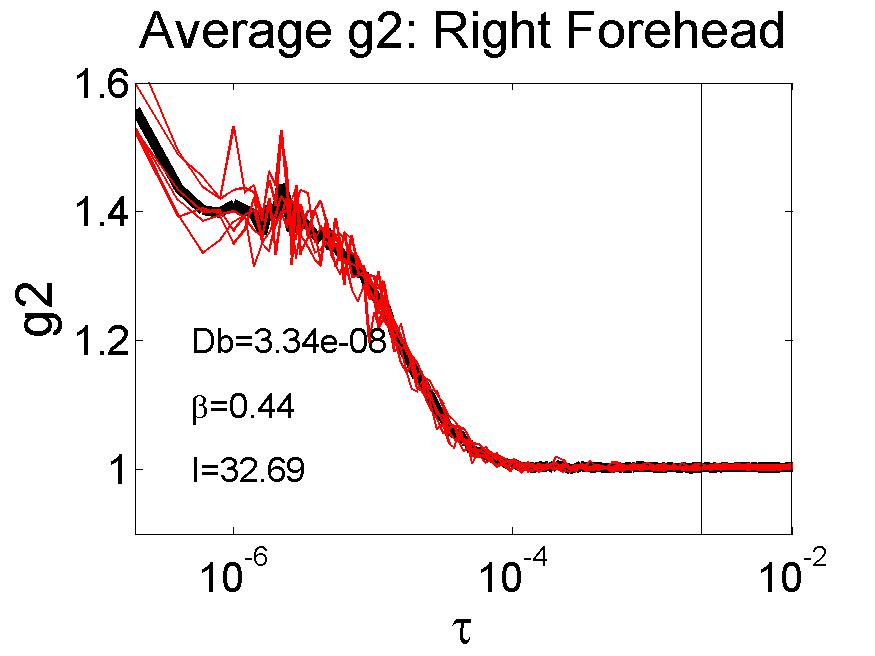 Average g2: Right Forehead
1.6
1.4
1.2
1
g2
Db=3.34e-08
β=0.44
I=32.69
10^-6
10^-4
10^-2
τ